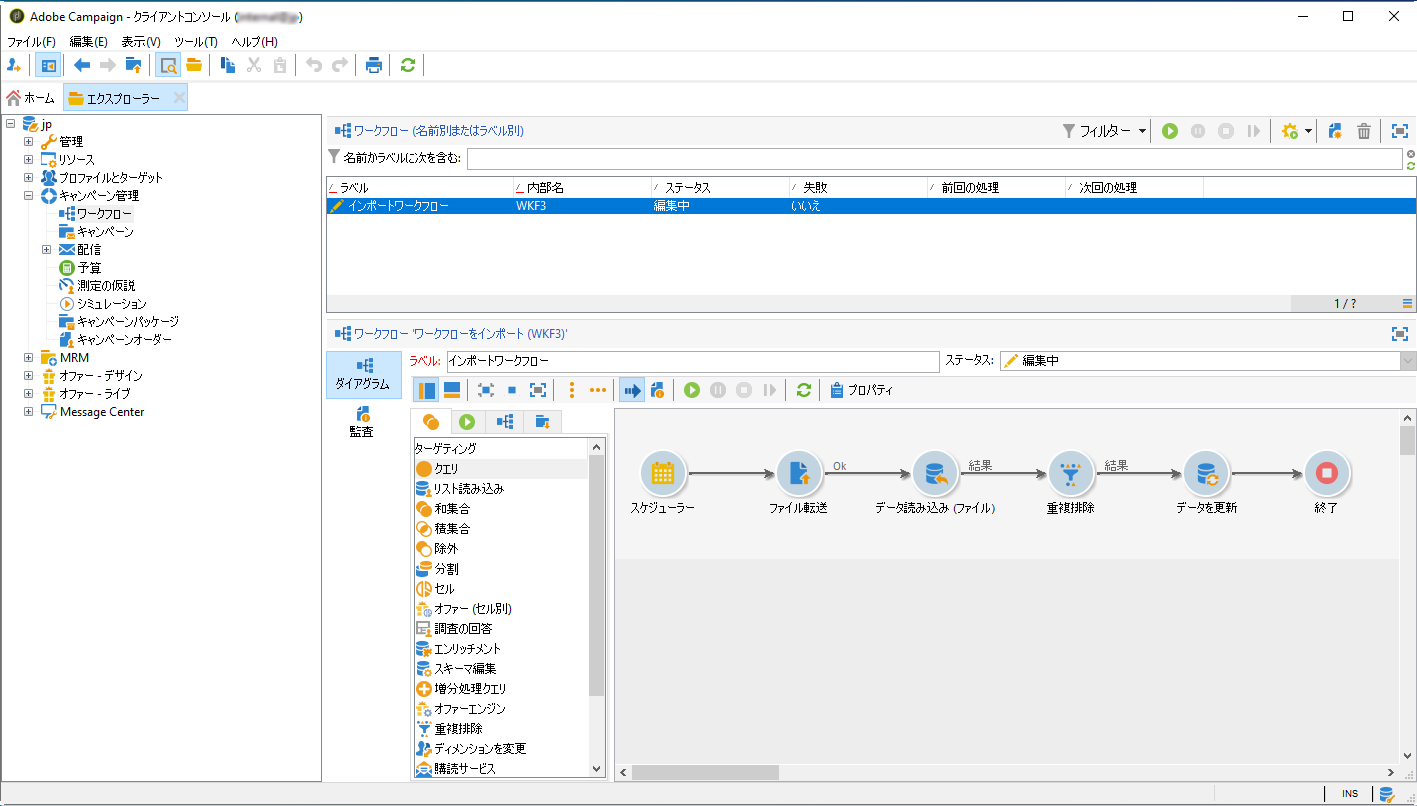 Adobe Campaign - クライアントコンソール (
ファイル(F) 編集(E) 表示(V) ツール(T) ヘルプ(H)
ホーム エクスプローラー
jp
管理
リソース
プロファイルとターゲット
キャンペーン管理
ワークフロー
キャンペーン
配信
予算
測定の仮説
シミュレーション
キャンペーンパッケージ
キャンペーンオーダー
MRM
オファー - デザイン
オファー - ライブ
Message Center
ワークフロー (名前別またはラベル別)
フィルター
名前かラベルに次を含む:
ラベル 内部名 ステータス 失敗 前回の処理 次回の処理
インポートワークフロー WKF3 編集中 いいえ
1 / ?
ワークフロー 'ワークフローをインポート (WKF3)'
ダイアグラム
監査
ラベル: インポートワークフロー ステータス: 編集中
プロパティ
ターゲティング
クエリ
リスト読み込み
和集合
積集合
除外
分割
セル
オファー (セル別)
調査の回答
エンリッチメント
スキーマ編集
増分処理クエリ
オファーエンジン
重複排除
ディメンションを変更
購読サービス
Ok 結果 結果
スケジューラー ファイル転送 データ読み込み (ファイル) 重複排除 データを更新 終了
INS